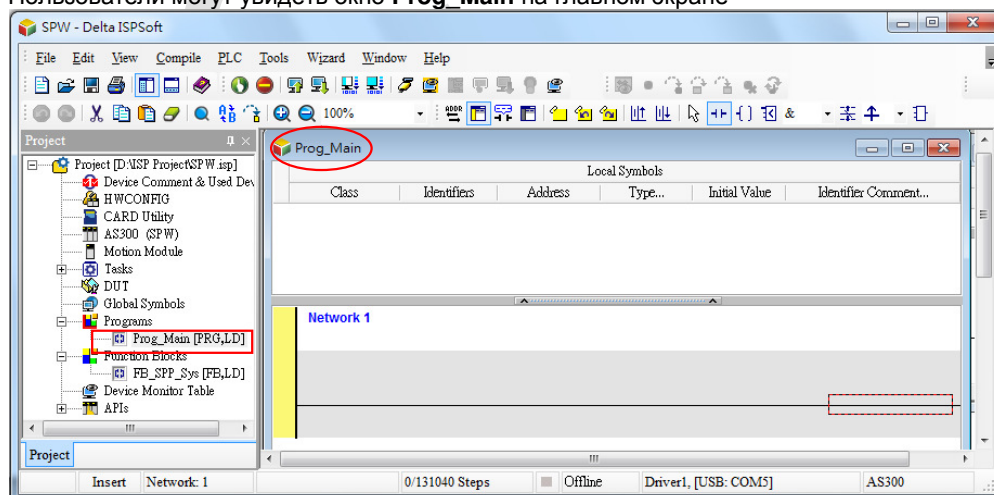 Пользователи могут увидеть окно Prog_Main на главном экране
SPW - Delta ISPSoft
File Edit View Compile PLC Tools Wizard Window Help
100%
Project
Project [D:\ISP Project\SPW.isp]
Device Comment & Used Dev
HWCONFIG
CARD Utility
AS300 (SPW)
Motion Module
Tasks
DUT
Global Symbols
Programs
Prog_Main [PRG,LD]
Function Blocks
FB_SPP_Sys [FB,LD]
Device Monitor Table
APIs
Project
Prog_Main
Local Symbols
Class Identifiers Address Type... Initial Value Identifier Comment...
Network 1
Insert Network: 1 0/131040 Steps Offline Driver1, [USB: COM5] AS300